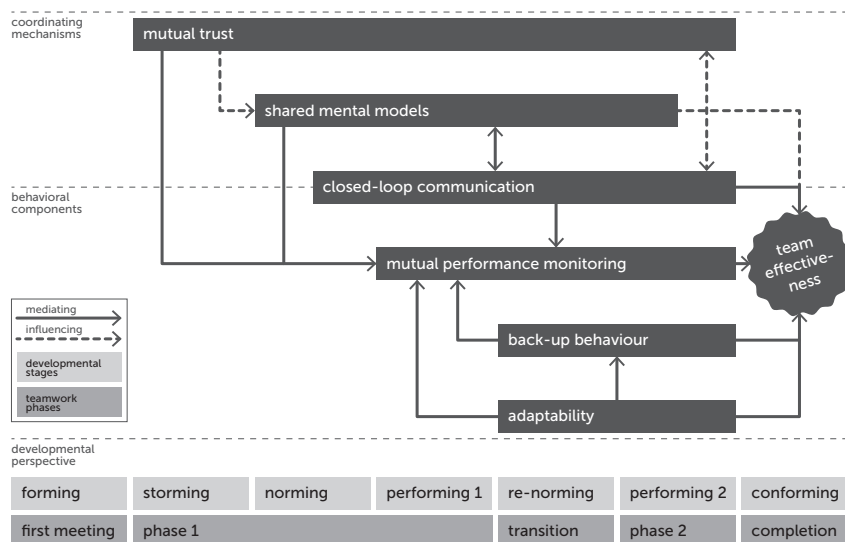 coordinating
mechanisms
mutual trust
shared mental models
closed-loop communication
behavioral
components
mutual performance monitoring
team
effective-
ness
mediating
influencing
developmental
stages
teamwork
phases
back-up behaviour
adaptability
developmental
perspective
forming
storming
norming
performing 1
re-norming
performing 2
conforming
first meeting
phase 1
transition
phase 2
completion